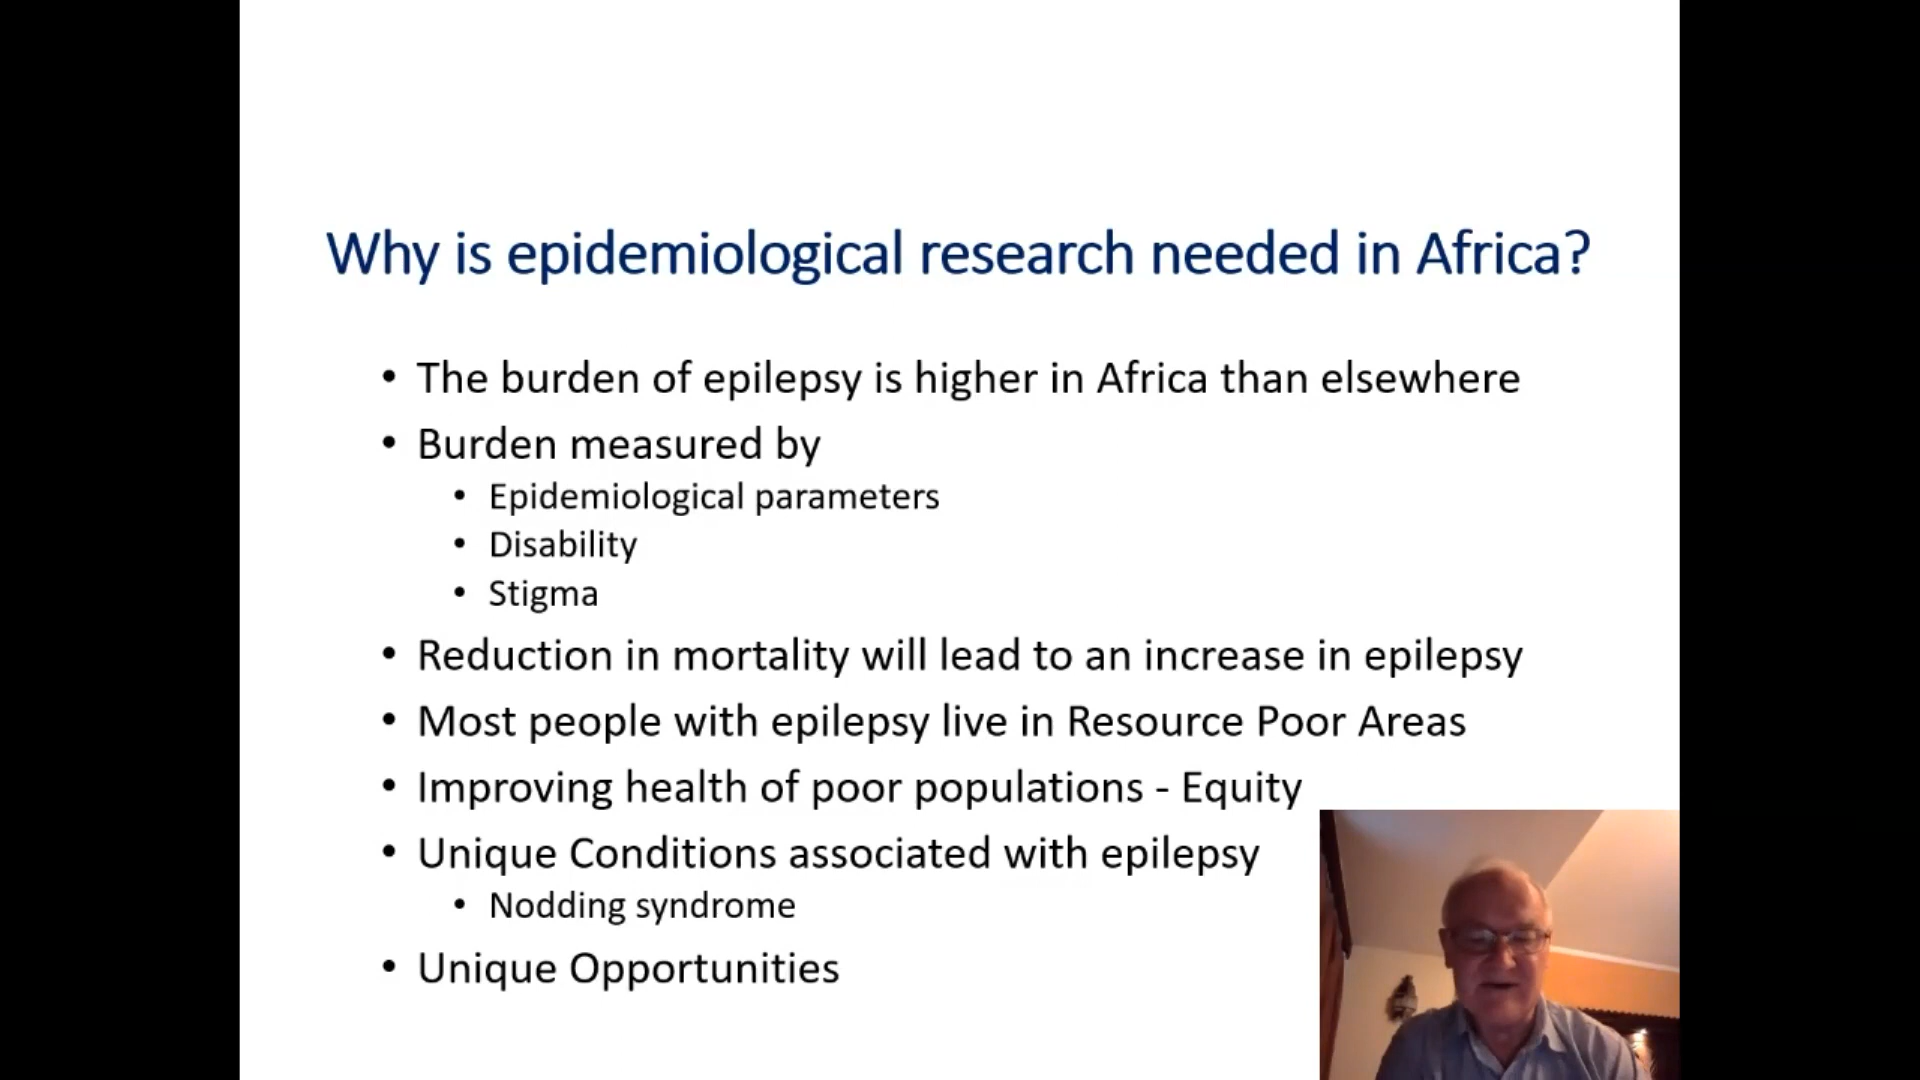 Why is epidemiological research needed in Africa?
• The burden of epilepsy is higher in Africa than elsewhere
• Burden measured by
• Epidemiological parameters
• Disability
• Stigma
• Reduction in mortality will lead to an increase in epilepsy
• Most people with epilepsy live in Resource Poor Areas
• Improving health of poor populations - Equity
• Unique Conditions associated with epilepsy
• Nodding syndrome
• Unique Opportunities